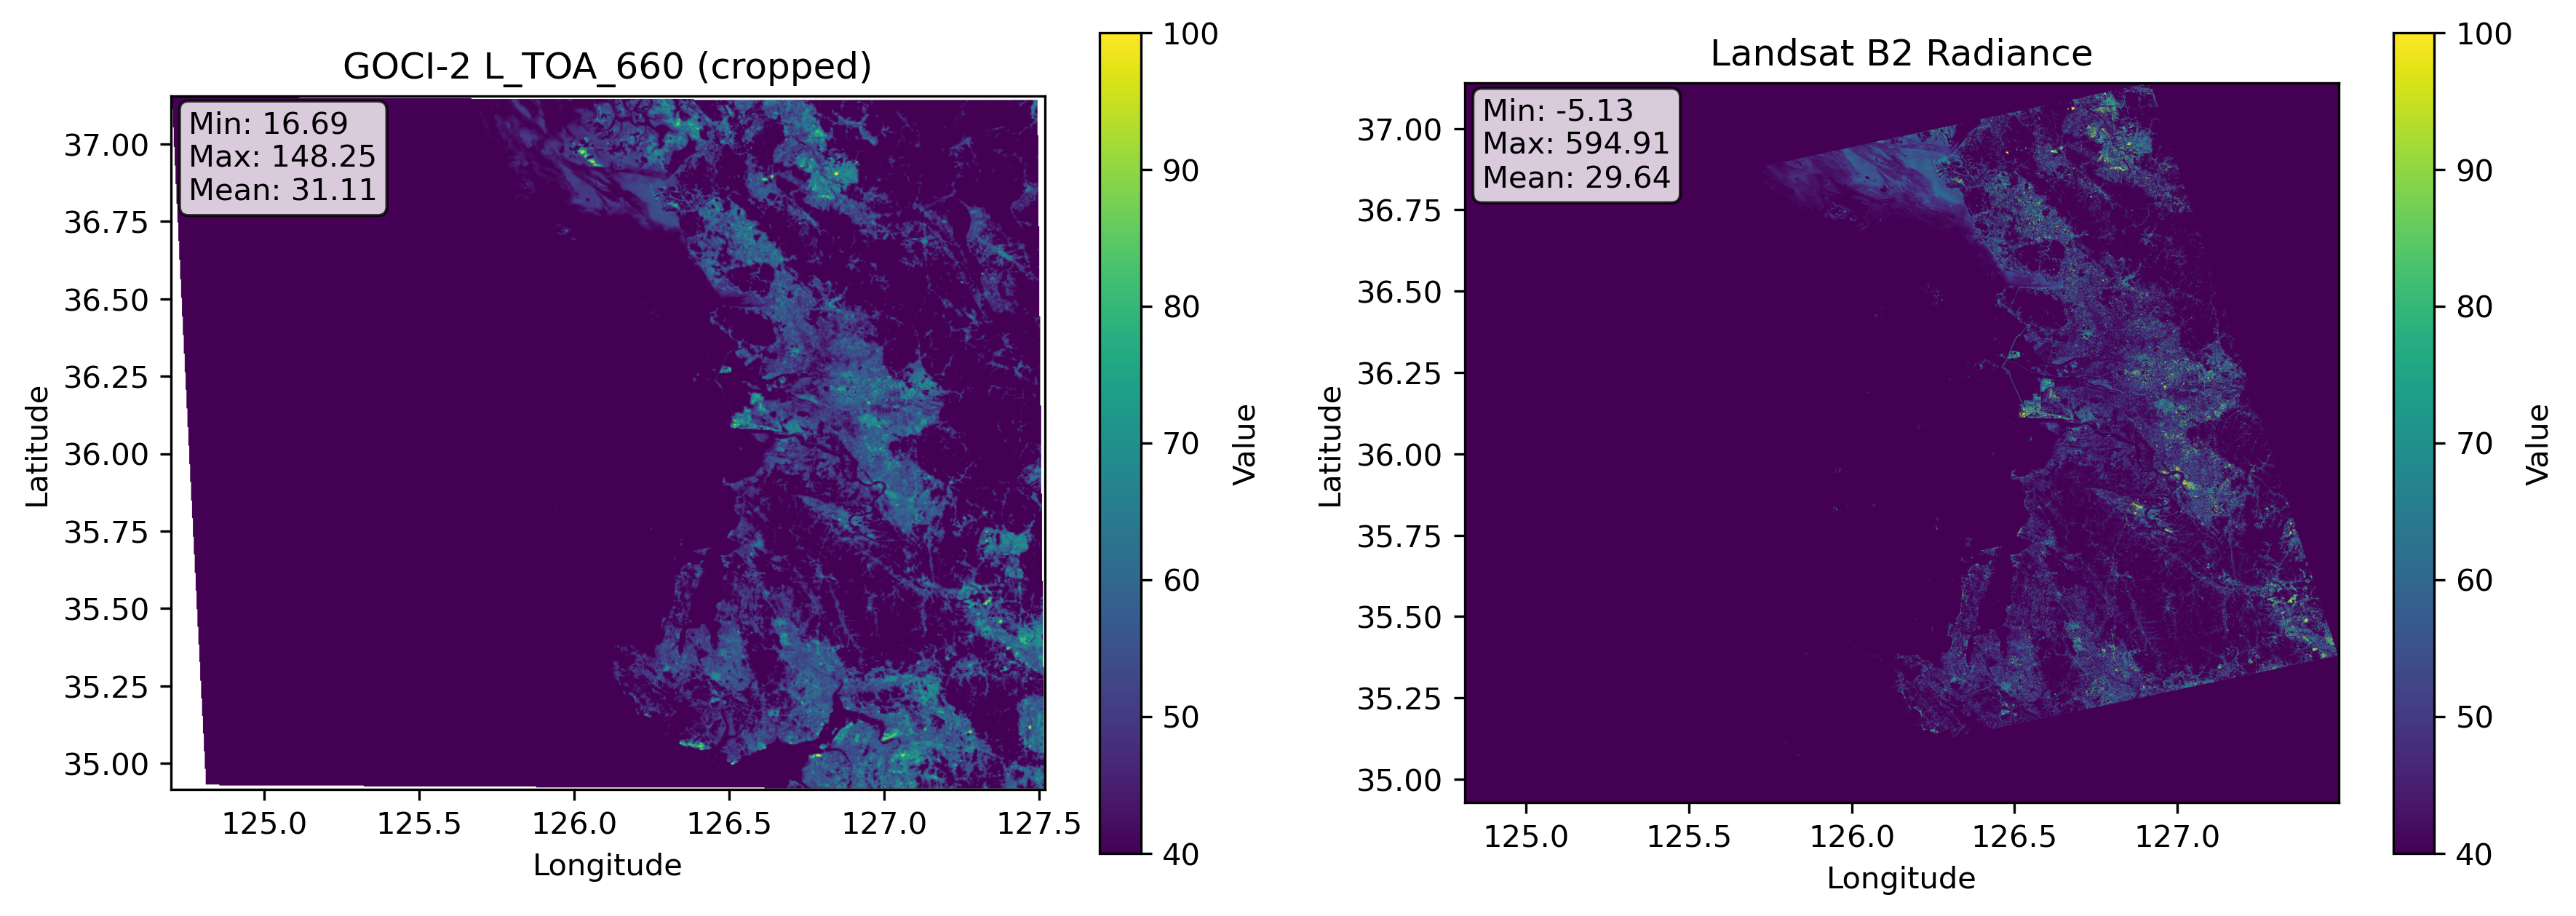 GOCI-2 L_TOA_660 (cropped)
Min: 16.69
Max: 148.25
Mean: 31.11
37.00
36.75
36.50
36.25
36.00
35.75
35.50
35.25
35.00
Latitude
125.0 125.5 126.0 126.5 127.0 127.5
Longitude
100
90
80
70
60
50
40
Value
Landsat B2 Radiance
Min: -5.13
Max: 594.91
Mean: 29.64
37.00
36.75
36.50
36.25
36.00
35.75
35.50
35.25
35.00
Latitude
125.0 125.5 126.0 126.5 127.0
Longitude
100
90
80
70
60
50
40
Value